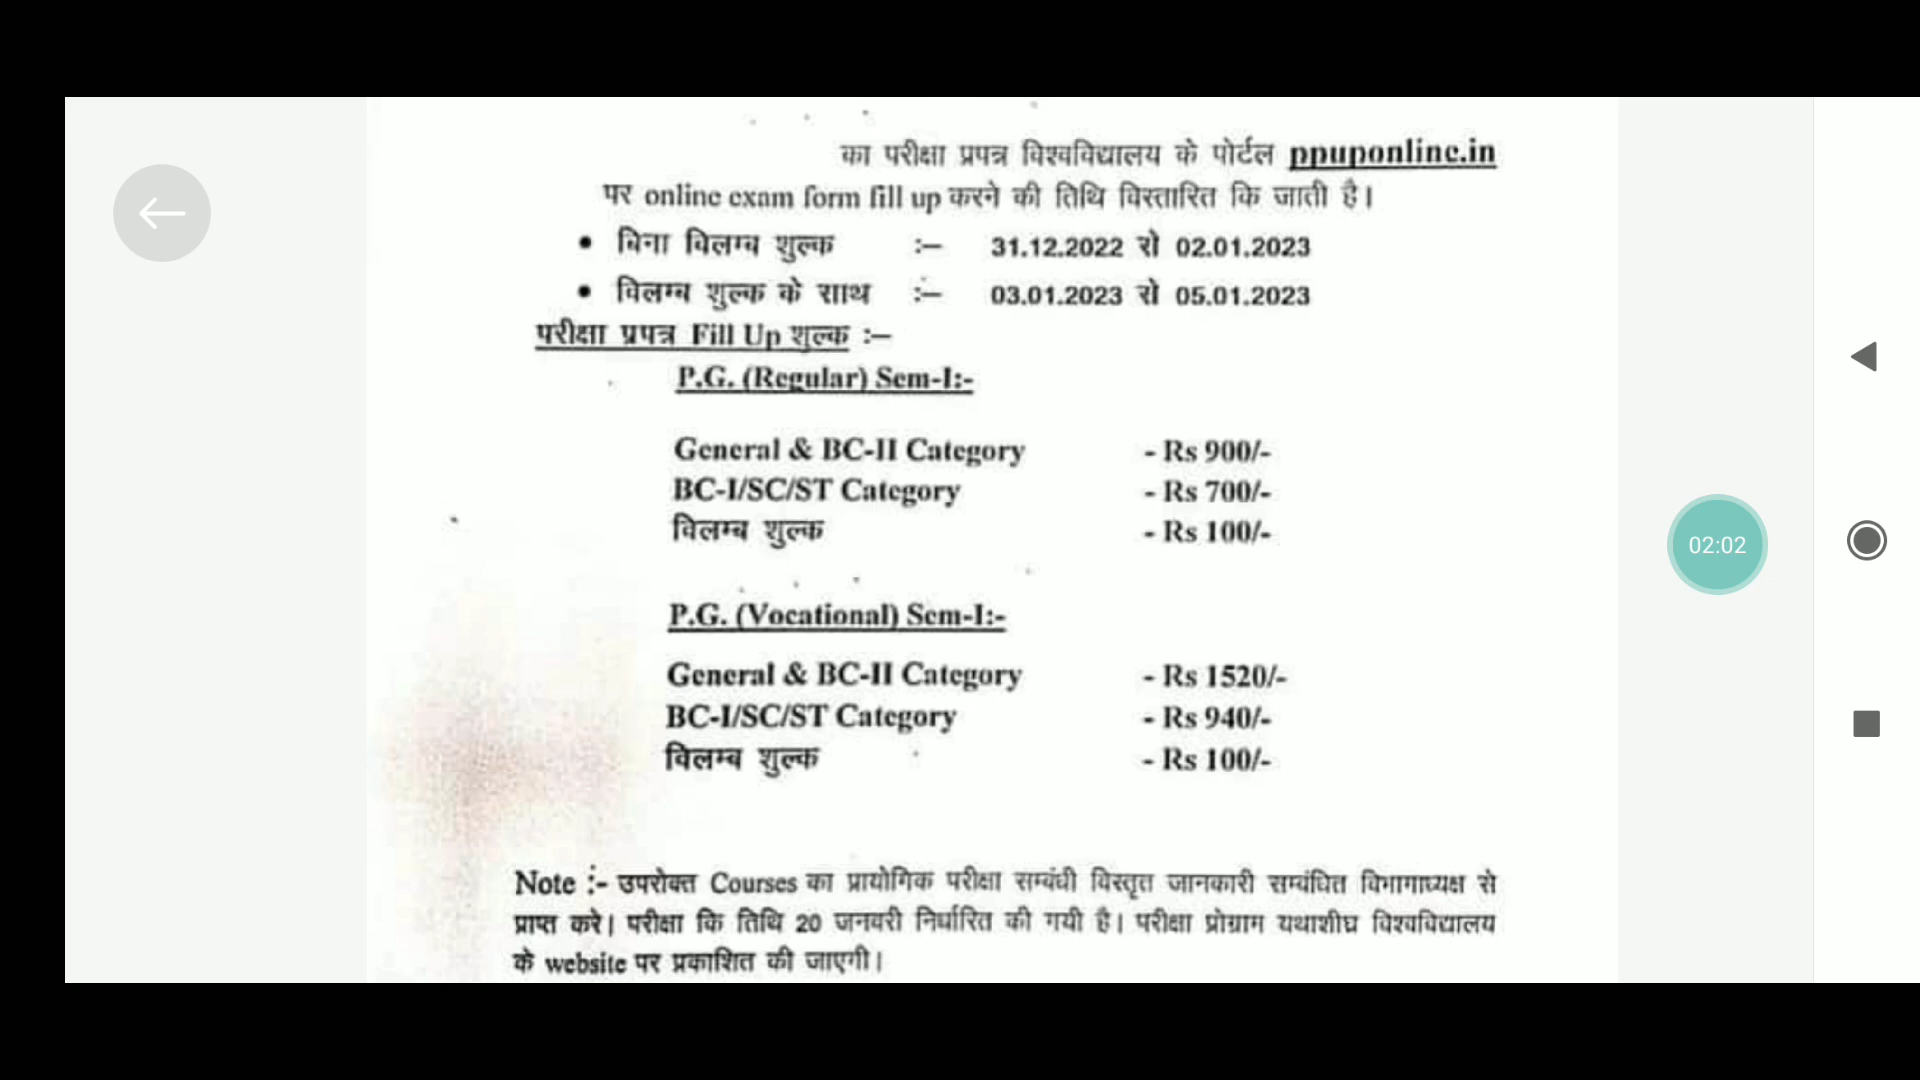 का परीक्षा प्रपत्र विश्वविद्यालय के पोर्टल ppuponline.in
पर online exam form fill up करने की तिथि विस्तारित कि जाती है।
• बिना विलम्ब शुल्क :– 31.12.2022 से 02.01.2023
• विलम्ब शुल्क के साथ :– 03.01.2023 से 05.01.2023
परीक्षा प्रपत्र Fill Up शुल्क :–
P.G. (Regular) Sem-I:-
General & BC-II Category - Rs 900/-
BC-I/SC/ST Category - Rs 700/-
विलम्ब शुल्क - Rs 100/-
02:02
P.G. (Vocational) Sem-I:-
General & BC-II Category - Rs 1520/-
BC-I/SC/ST Category - Rs 940/-
विलम्ब शुल्क - Rs 100/-
Note :- उपरोक्त Courses का प्रायोगिक परीक्षा सम्बंधी विस्तृत जानकारी सम्बंधित विभागाध्यक्ष से
प्राप्त करे। परीक्षा कि तिथि 20 जनवरी निर्धारित की गयी है। परीक्षा प्रोग्राम यथाशीघ्र विश्वविद्यालय
के website पर प्रकाशित की जाएगी।